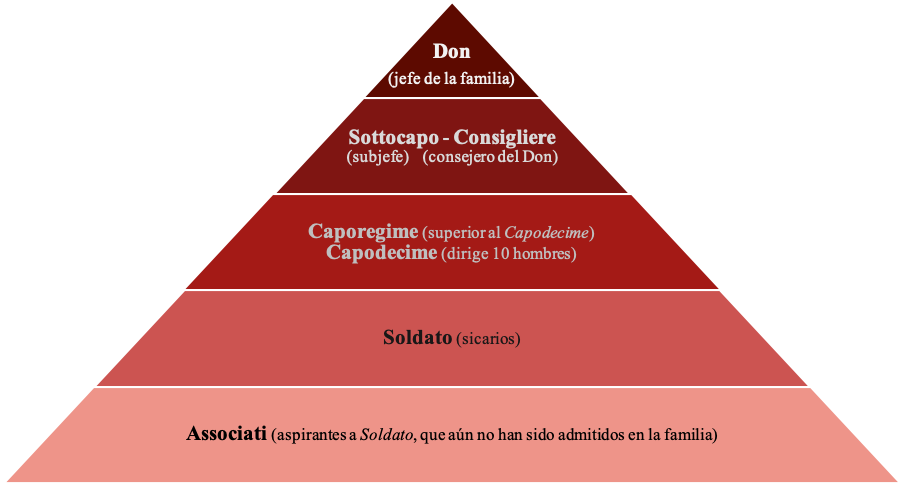 Don
(jefe de la familia)
Sottocapo - Consigliere
(subjefe) (consejero del Don)
Caporegime (superior al Capodecime)
Capodecime (dirige 10 hombres)
Soldato (sicarios)
Associati (aspirantes a Soldato, que aún no han sido admitidos en la familia)